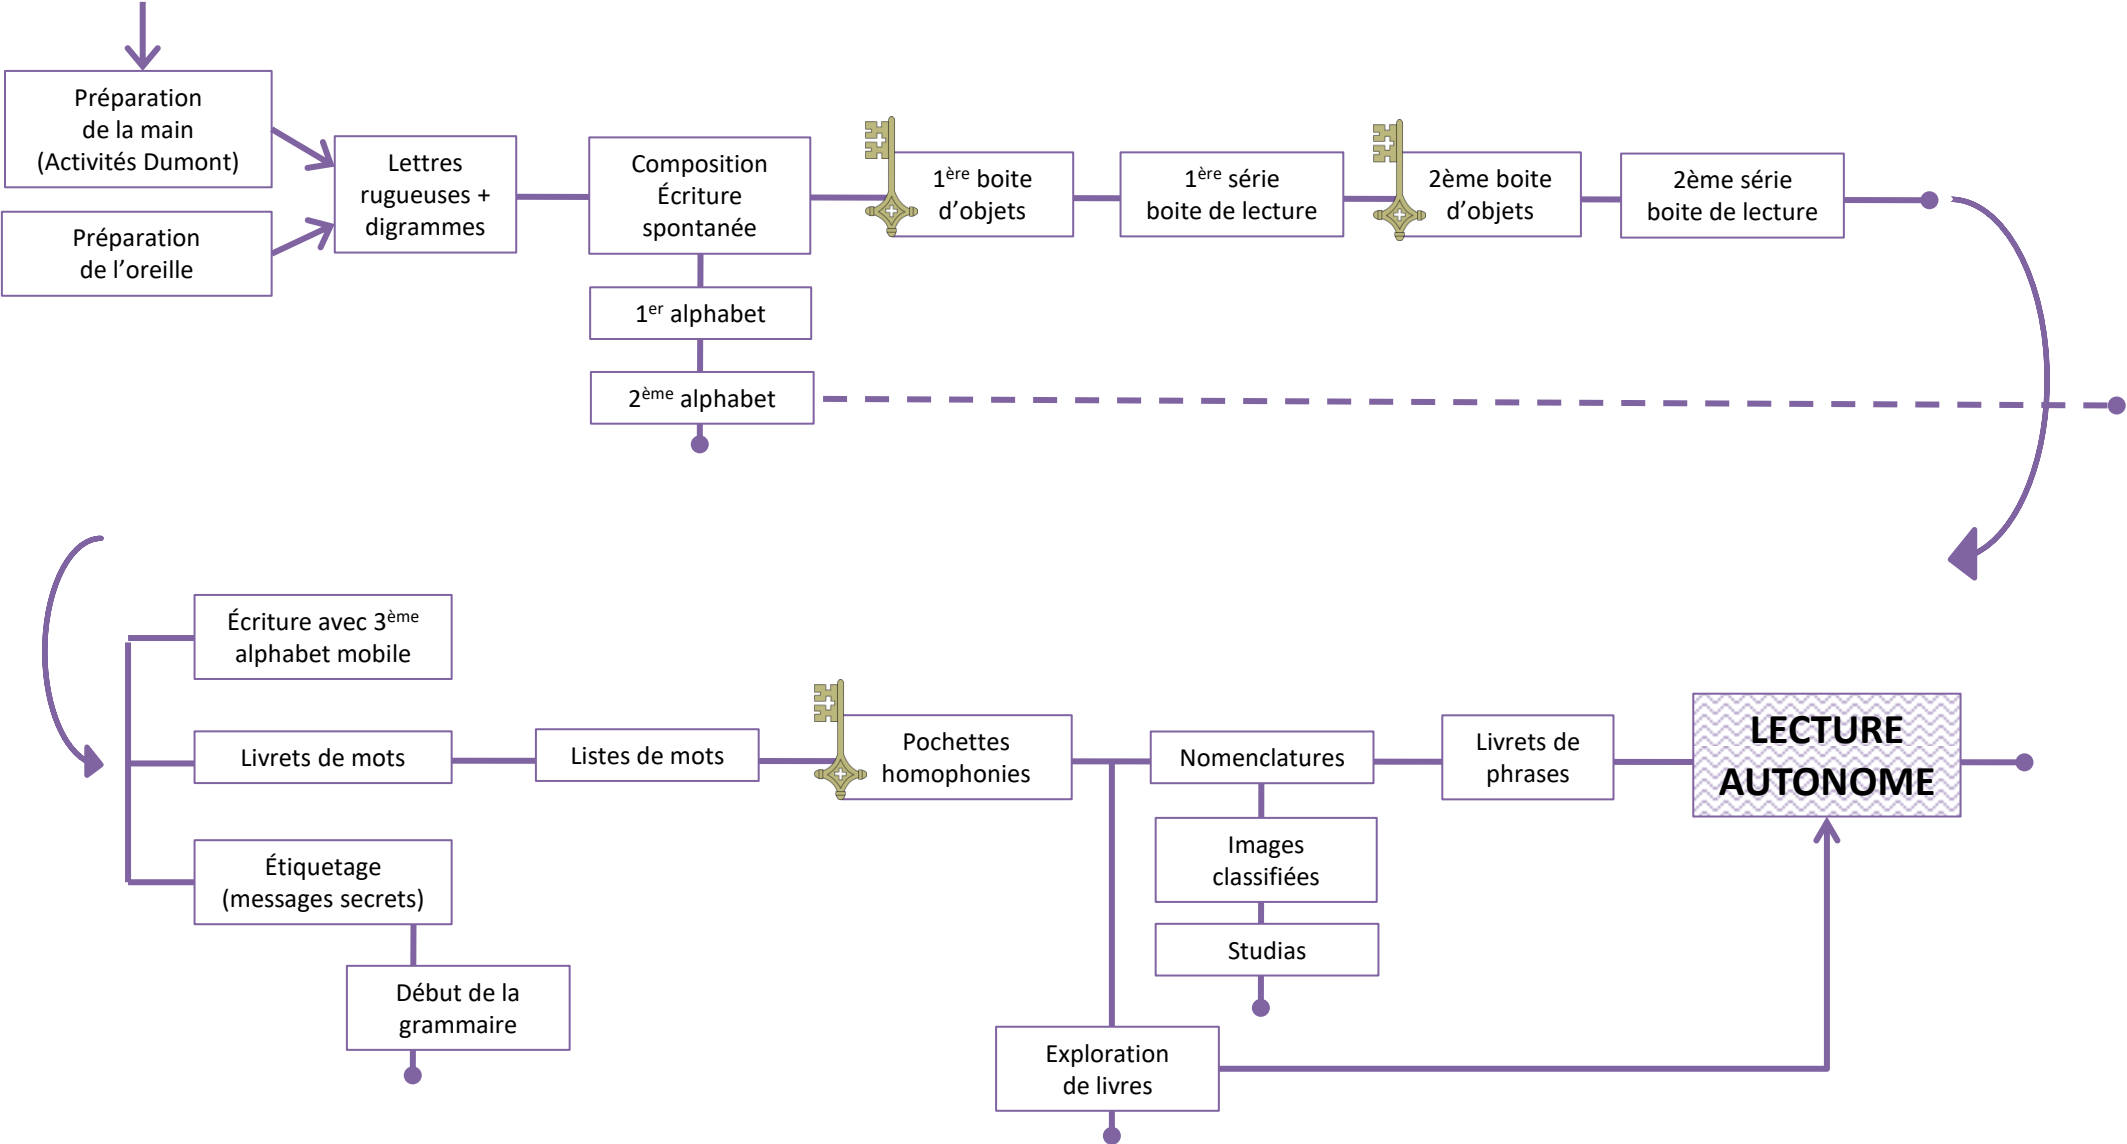 Préparation
de la main
(Activités Dumont)
Préparation
de l’oreille
Lettres
rugueuses +
digrammes
Composition
Écriture
spontanée
1er alphabet
2ème alphabet
1ère boite
d’objets
1ère série
boite de lecture
2ème boite
d’objets
2ème série
boite de lecture
Écriture avec 3ème
alphabet mobile
Livrets de mots
Étiquetage
(messages secrets)
Début de la
grammaire
Listes de mots
Pochettes
homophonies
Nomenclatures
Images
classifiées
Studias
Exploration
de livres
Livrets de
phrases
LECTURE
AUTONOME